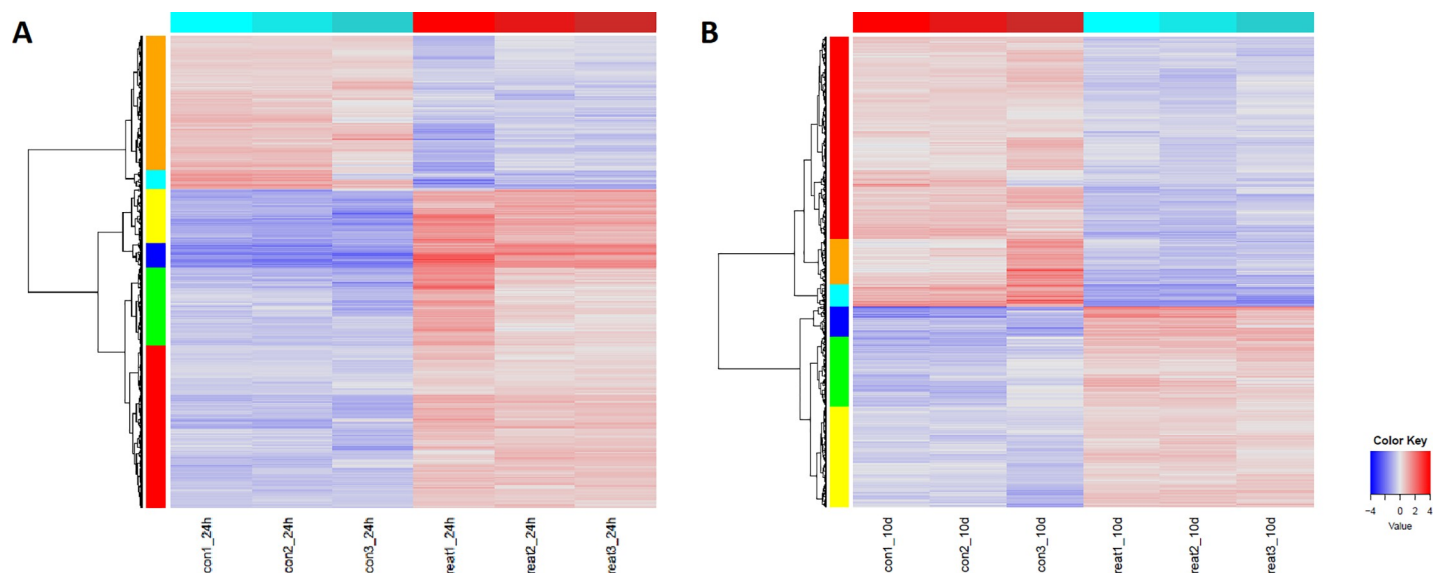 A
B
con1_24h
con2_24h
con3_24h
reat1_24h
reat2_24h
reat3_24h
con1_10d
con2_10d
con3_10d
reat1_10d
reat2_10d
reat3_10d
Color Key
−4 −2 0 2 4
Value